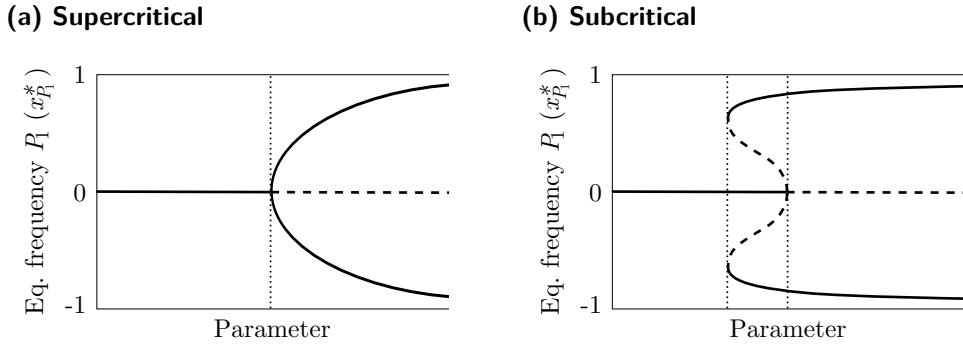 (a) Supercritical
Eq. frequency P₁ (x*P₁)
1
0
-1
Parameter
(b) Subcritical
Eq. frequency P₁ (x*P₁)
1
0
-1
Parameter